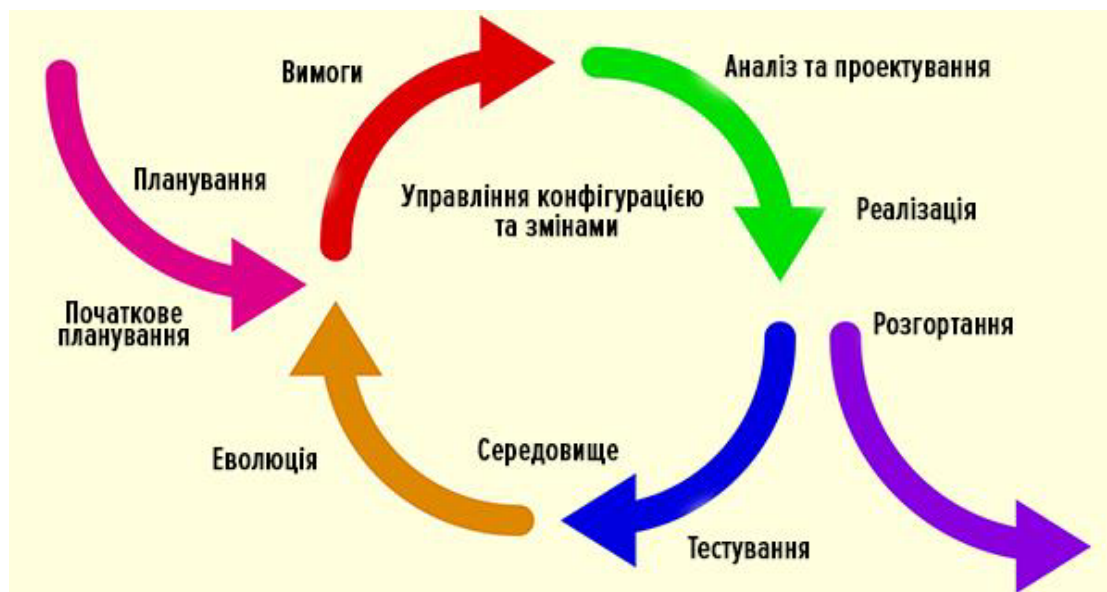 Вимоги
Аналіз та проектування
Планування
Управління конфігурацією
та змінами
Реалізація
Початкове
планування
Розгортання
Еволюція
Середовище
Тестування